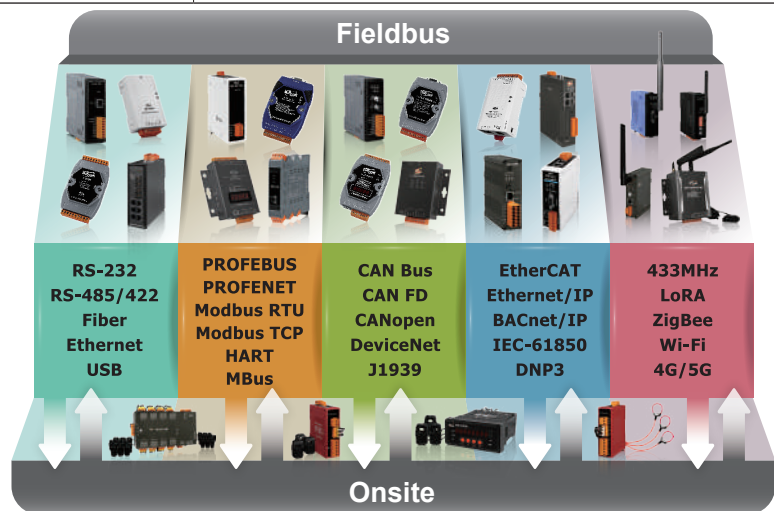 Fieldbus
RS-232
RS-485/422
Fiber
Ethernet
USB
PROFEBUS
PROFENET
Modbus RTU
Modbus TCP
HART
MBus
CAN Bus
CAN FD
CANopen
DeviceNet
J1939
EtherCAT
Ethernet/IP
BACnet/IP
IEC-61850
DNP3
433MHz
LoRA
ZigBee
Wi-Fi
4G/5G
Onsite